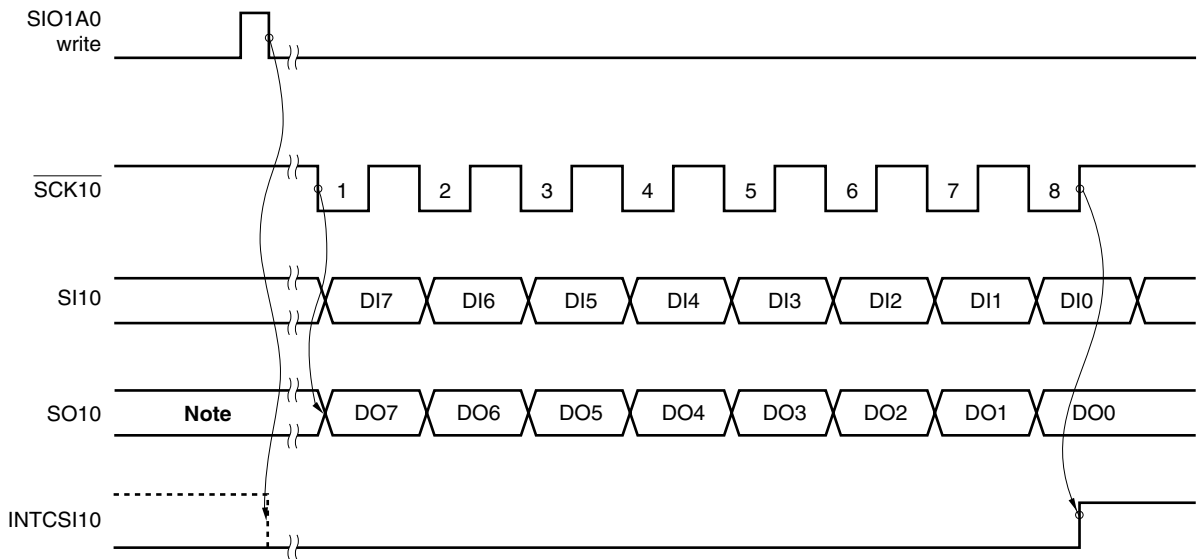 SIO1A0
write
SCK10
1 2 3 4 5 6 7 8
SI10
DI7 DI6 DI5 DI4 DI3 DI2 DI1 DI0
SO10
Note DO7 DO6 DO5 DO4 DO3 DO2 DO1 DO0
INTCSI10